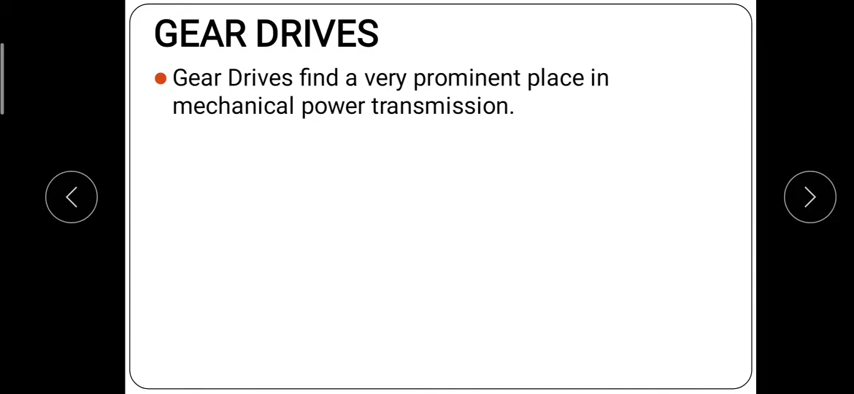 GEAR DRIVES
Gear Drives find a very prominent place in
mechanical power transmission.